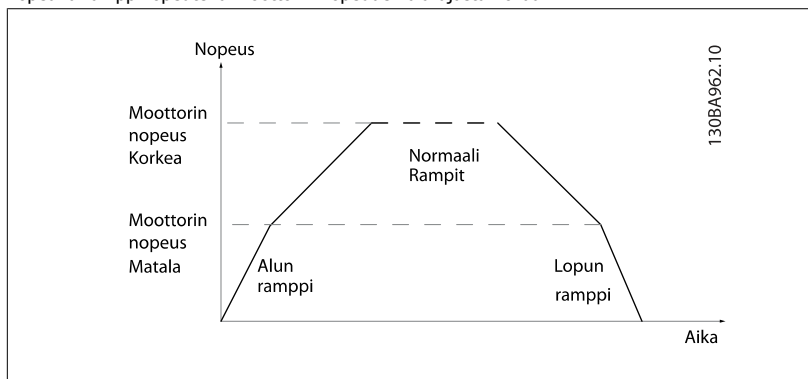 Nopeus
130BA962.10
Moottorin
nopeus
Korkea
Normaali
Rampit
Moottorin
nopeus
Matala
Alun
ramppi
Lopun
ramppi
Aika